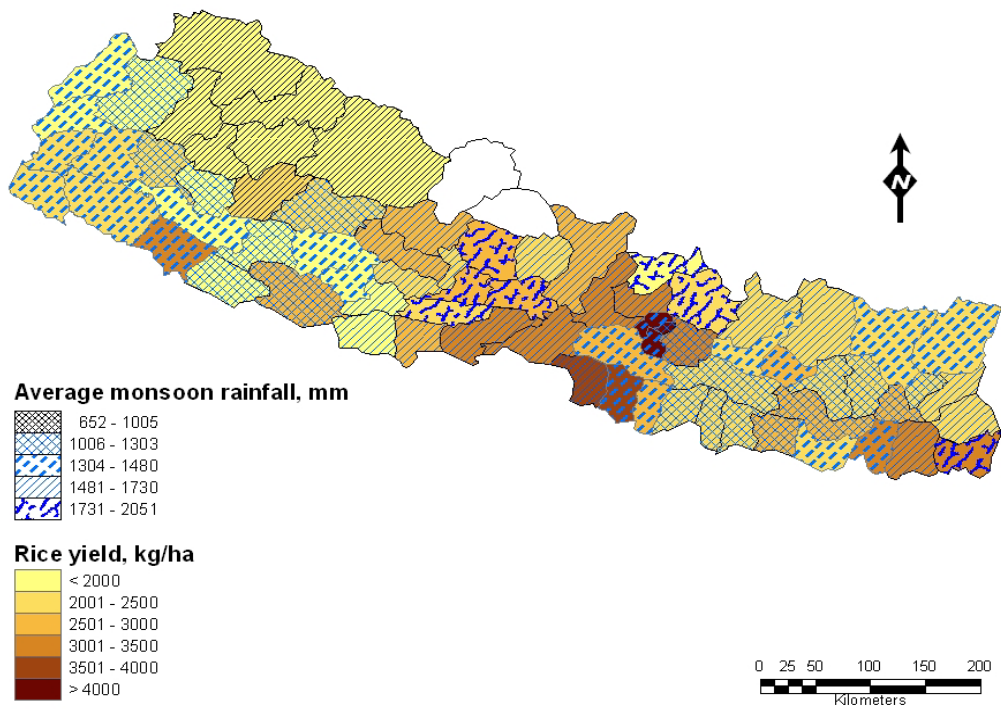 N
Average monsoon rainfall, mm
652 - 1005
1006 - 1303
1304 - 1480
1481 - 1730
1731 - 2051
Rice yield, kg/ha
< 2000
2001 - 2500
2501 - 3000
3001 - 3500
3501 - 4000
> 4000
0 25 50 100 150 200
Kilometers